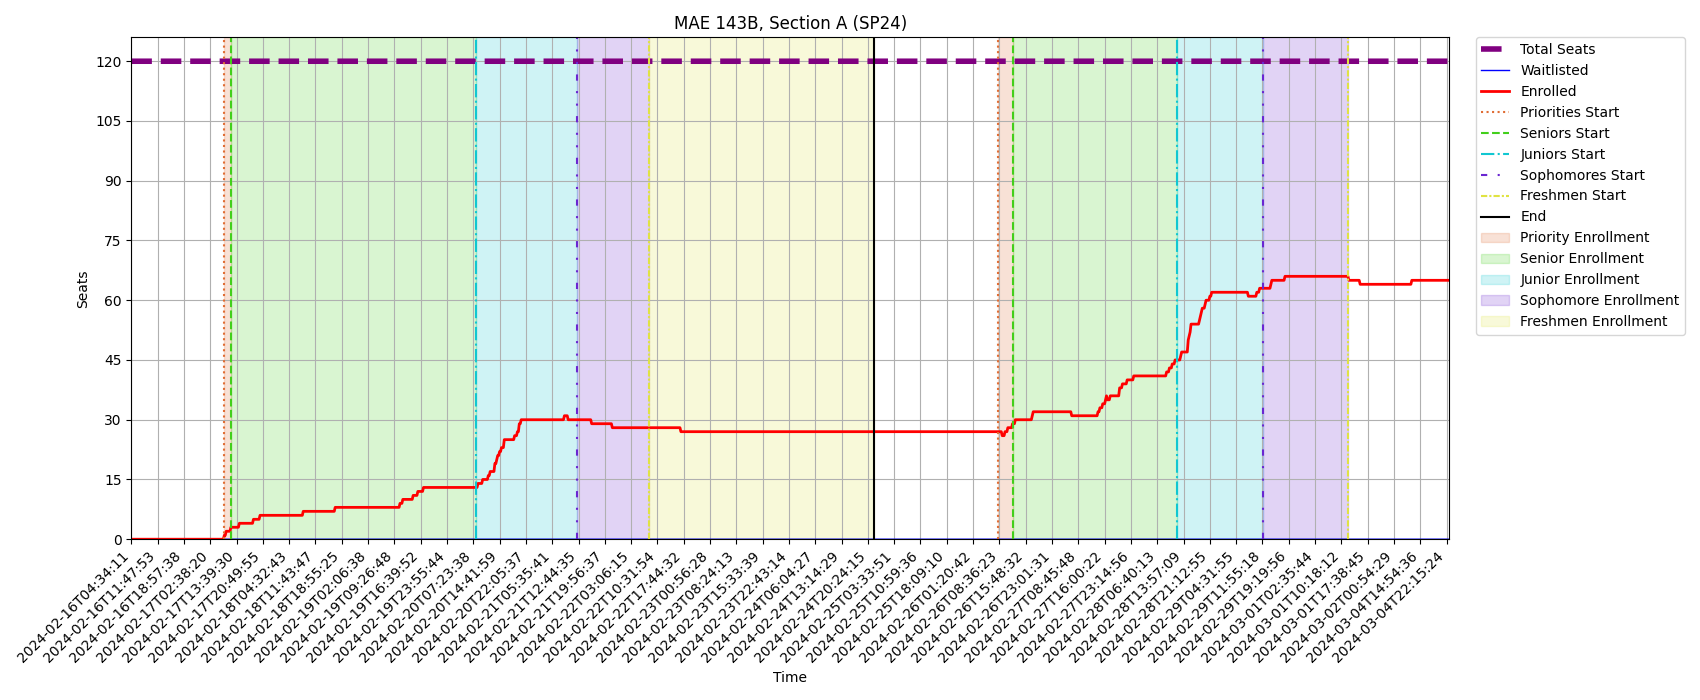 MAE 143B, Section A (SP24)
Total Seats
Waitlisted
Enrolled
Priorities Start
Seniors Start
Juniors Start
Sophomores Start
Freshmen Start
End
Priority Enrollment
Senior Enrollment
Junior Enrollment
Sophomore Enrollment
Freshmen Enrollment
Seats
120
105
90
75
60
45
30
15
0
2024-02-16T04:34:11
2024-02-16T11:47:53
2024-02-16T18:57:38
2024-02-17T02:38:20
2024-02-17T13:39:30
2024-02-17T20:49:55
2024-02-18T04:32:43
2024-02-18T11:43:47
2024-02-18T18:55:25
2024-02-19T02:06:38
2024-02-19T09:26:48
2024-02-19T16:39:52
2024-02-19T23:55:44
2024-02-20T07:23:38
2024-02-20T14:41:59
2024-02-20T22:05:37
2024-02-21T05:35:41
2024-02-21T12:44:35
2024-02-21T19:56:37
2024-02-22T03:06:15
2024-02-22T10:31:54
2024-02-22T17:44:32
2024-02-23T00:56:28
2024-02-23T08:24:13
2024-02-23T15:33:39
2024-02-23T22:43:14
2024-02-24T06:04:27
2024-02-24T13:14:29
2024-02-24T20:24:15
2024-02-25T03:33:51
2024-02-25T10:59:36
2024-02-25T18:09:10
2024-02-26T01:20:42
2024-02-26T08:36:23
2024-02-26T15:48:32
2024-02-26T23:01:31
2024-02-27T08:45:48
2024-02-27T16:00:22
2024-02-27T23:14:56
2024-02-28T06:40:13
2024-02-28T13:57:09
2024-02-28T21:12:55
2024-02-29T04:31:55
2024-02-29T11:55:18
2024-02-29T19:19:56
2024-03-01T02:35:44
2024-03-01T10:18:12
2024-03-01T17:38:45
2024-03-02T00:54:29
2024-03-04T14:54:36
2024-03-04T22:15:24
Time